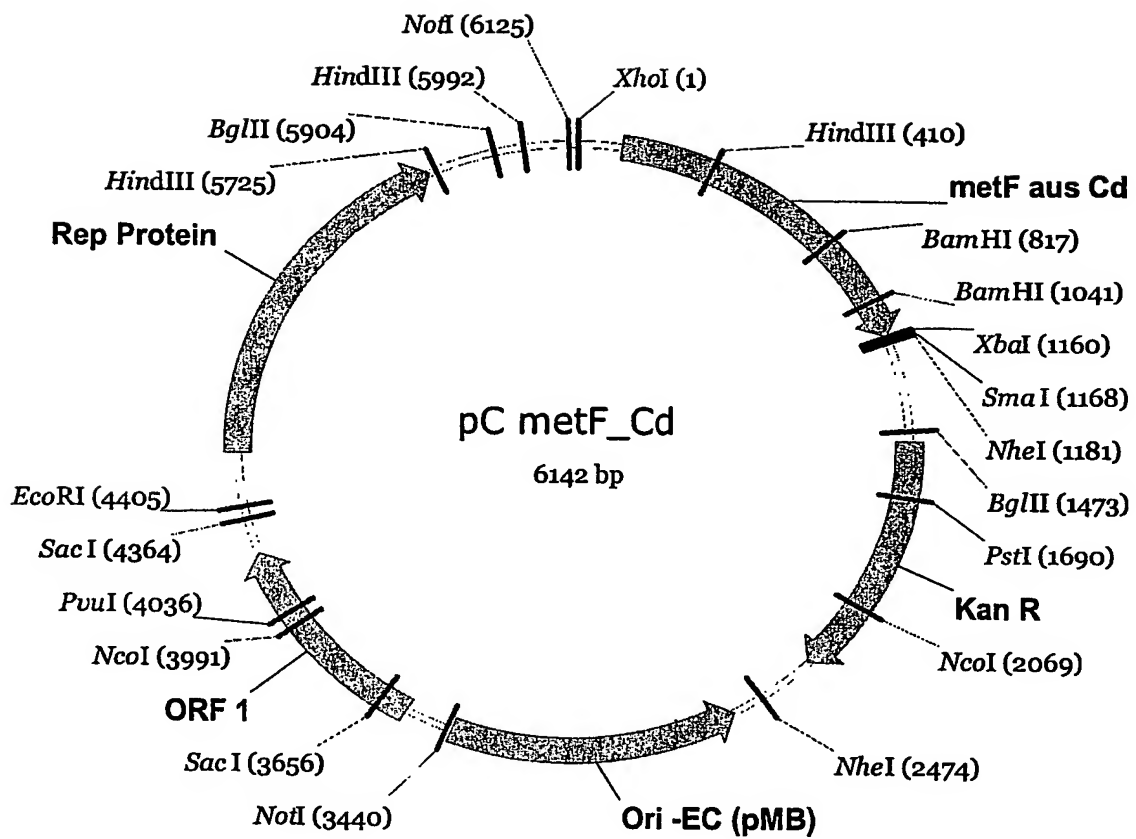 NotI (6125)
HindIII (5992)
XhoI (1)
BglII (5904)
HindIII (410)
HindIII (5725)
metF aus Cd
Rep Protein
BamHI (817)
BamHI (1041)
XbaI (1160)
SmaI (1168)
pC metF_Cd
6142 bp
NheI (1181)
EcoRI (4405)
BglII (1473)
SacI (4364)
PstI (1690)
PvuI (4036)
Kan R
NcoI (3991)
NcoI (2069)
ORF 1
SacI (3656)
NheI (2474)
NotI (3440)
Ori -EC (pMB)